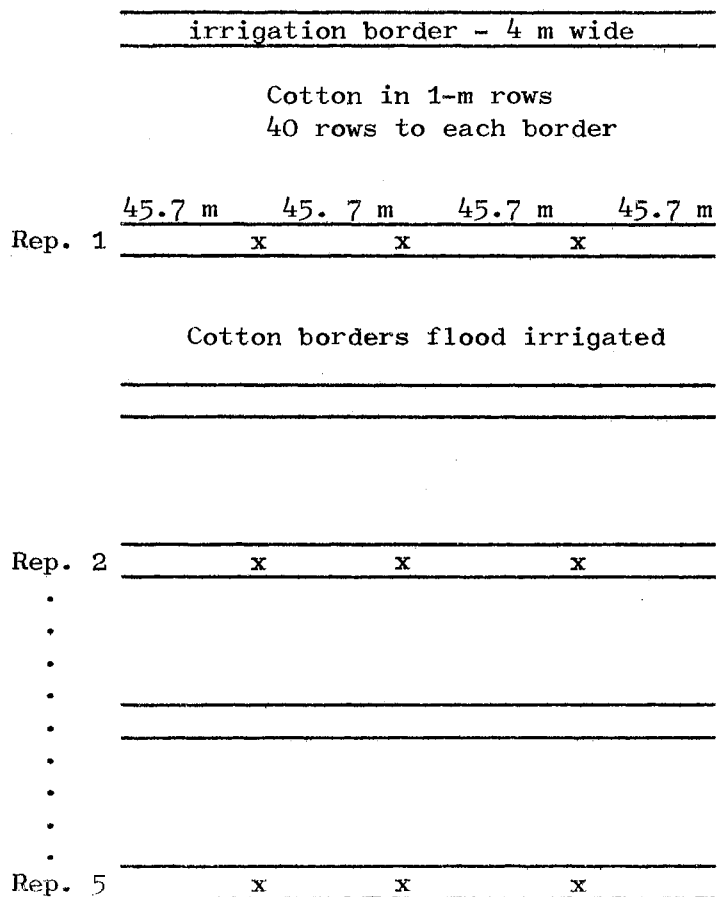 irrigation border - 4 m wide
Cotton in 1-m rows
40 rows to each border
45.7 m 45. 7 m 45.7 m 45.7 m
Rep. 1 x x x
Cotton borders flood irrigated
Rep. 2 x x x
.
.
.
.
.
.
.
.
.
Rep. 5 x x x